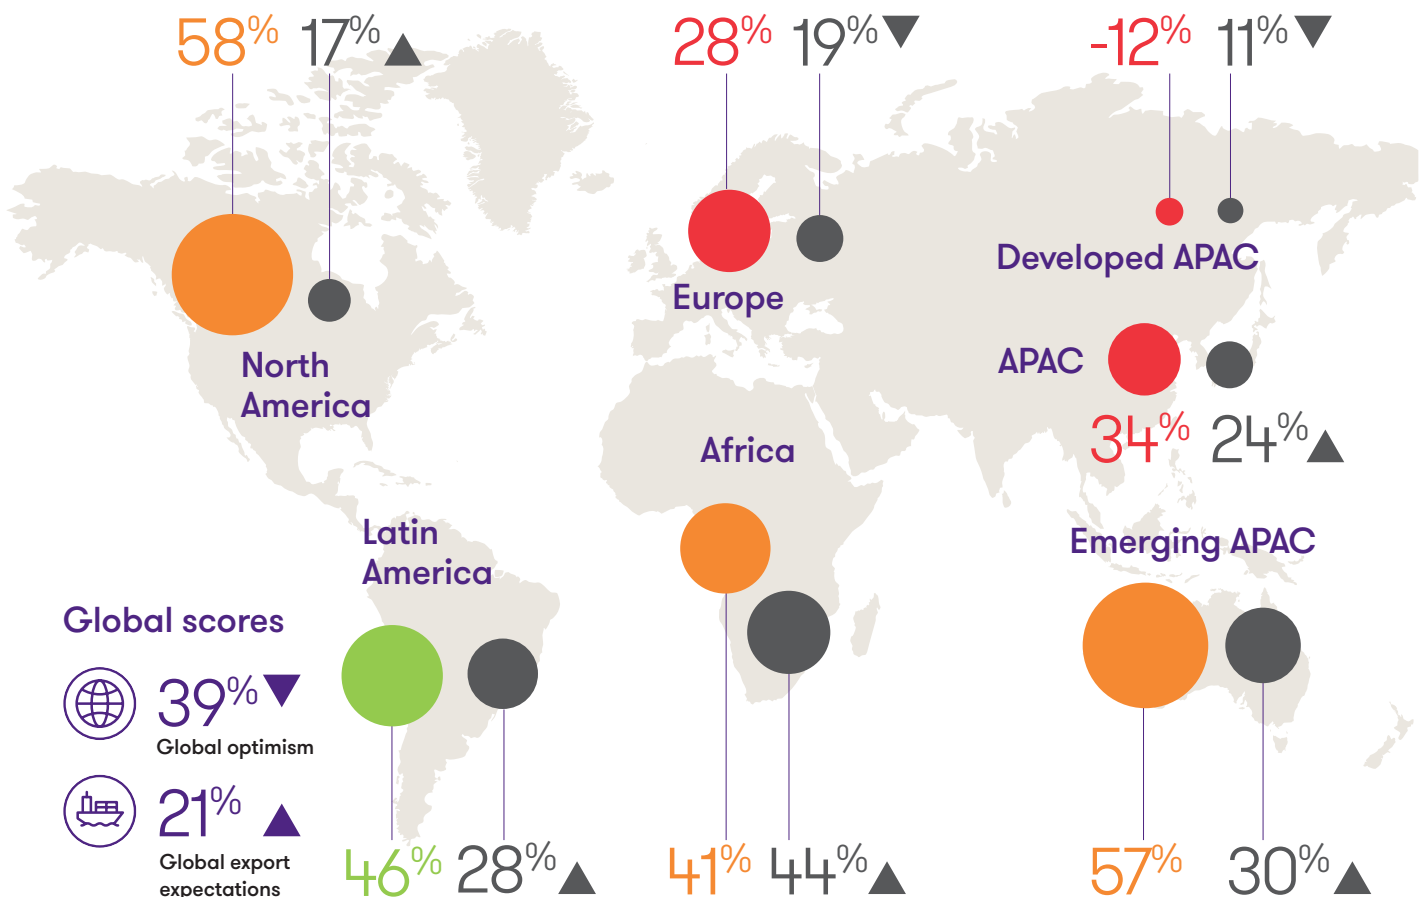 58% 17% ▲
28% 19% ▼
-12% 11% ▼
Developed APAC
Europe
North
America
APAC
34% 24% ▲
Africa
Latin
America
Emerging APAC
Global scores
39% ▼
Global optimism
21% ▲
Global export
expectations
46% 28% ▲
41% 44% ▲
57% 30% ▲